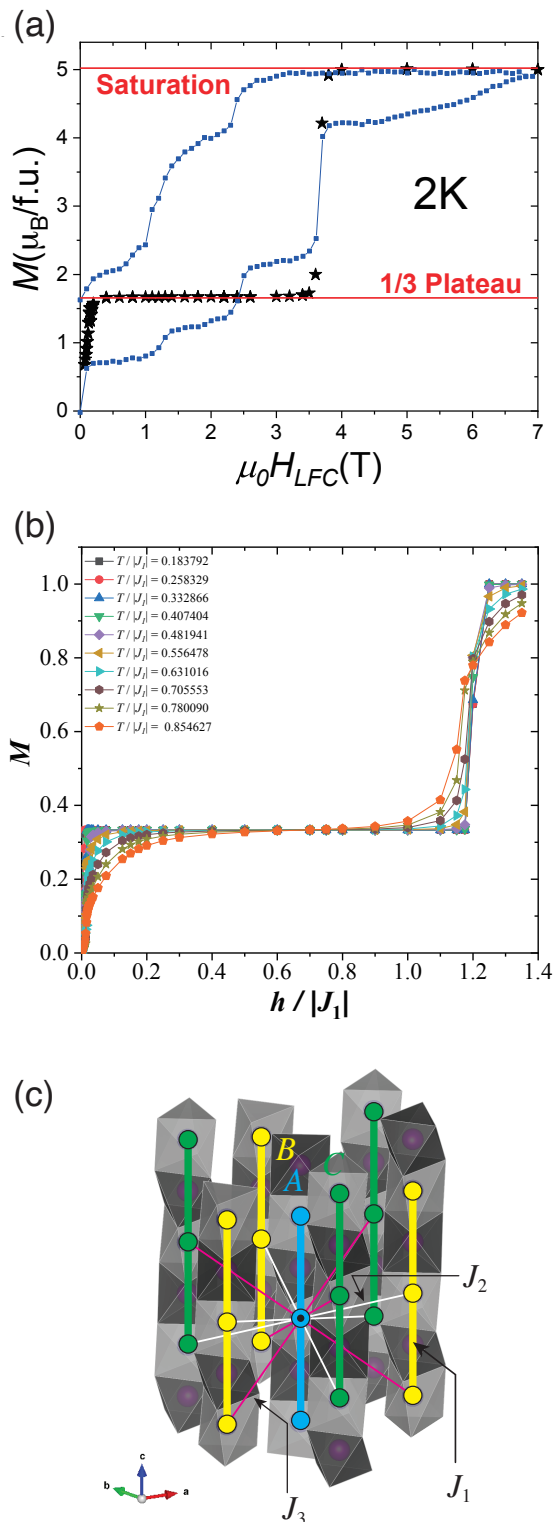 (a)
5
4
3
2
1
0
M(μB/f.u.)
Saturation
2K
1/3 Plateau
0 1 2 3 4 5 6 7
μ0HLFC(T)
(b)
1.0
0.8
0.6
0.4
0.2
0.0
M
T / |J1| = 0.183792
T / |J1| = 0.258329
T / |J1| = 0.332866
T / |J1| = 0.407404
T / |J1| = 0.481941
T / |J1| = 0.556478
T / |J1| = 0.631016
T / |J1| = 0.705553
T / |J1| = 0.780090
T / |J1| = 0.854627
0.0 0.2 0.4 0.6 0.8 1.0 1.2 1.4
h / |J1|
(c)
B
A
C
J2
J1
J3
c
b
a